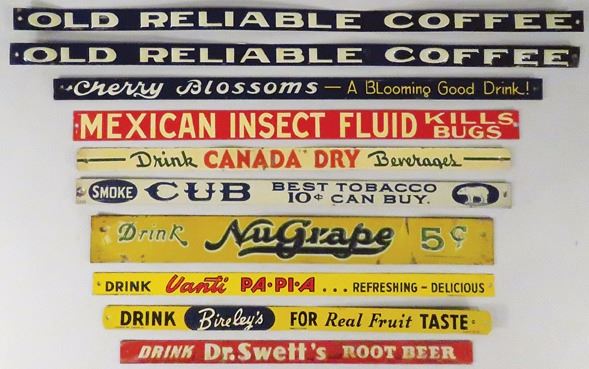 OLD RELIABLE COFFEE
OLD RELIABLE COFFEE
Cherry Blossoms — A Blooming Good Drink!
MEXICAN INSECT FLUID KILLS BUGS
Drink CANADA DRY Beverages
SMOKE CUB BEST TOBACCO 10¢ CAN BUY.
Drink NuGrape 5¢
DRINK Vanti PA·PI·A ... REFRESHING – DELICIOUS
DRINK Bireley's FOR Real Fruit TASTE
DRINK Dr. Swett's ROOT BEER